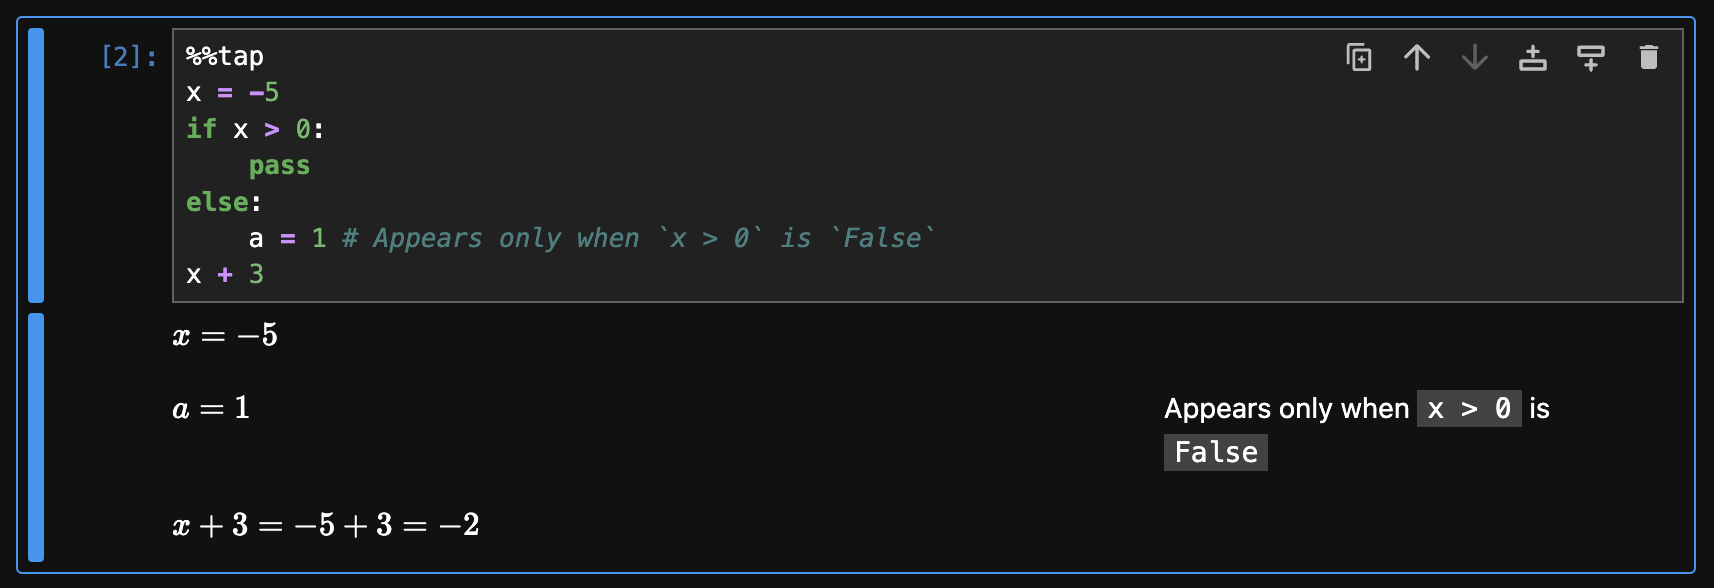 [2]:
%%tap
x = -5
if x > 0:
    pass
else:
    a = 1 # Appears only when `x > 0` is `False`
x + 3
x = −5
a = 1
Appears only when x > 0 is
False
x + 3 = −5 + 3 = −2